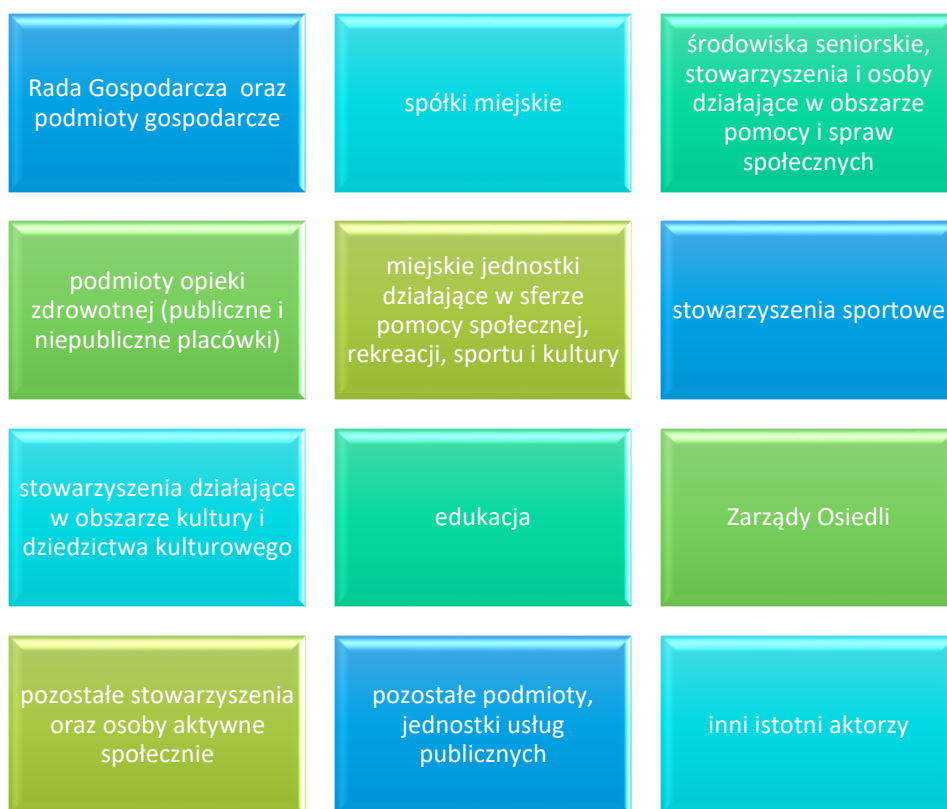 Rada Gospodarcza oraz
podmioty gospodarcze
spółki miejskie
środowiska seniorskie,
stowarzyszenia i osoby
działające w obszarze
pomocy i spraw
społecznych
podmioty opieki
zdrowotnej (publiczne i
niepubliczne placówki)
miejskie jednostki
działające w sferze
pomocy społecznej,
rekreacji, sportu i kultury
stowarzyszenia sportowe
stowarzyszenia działające
w obszarze kultury i
dziedzictwa kulturowego
edukacja
Zarządy Osiedli
pozostałe stowarzyszenia
oraz osoby aktywne
społecznie
pozostałe podmioty,
jednostki usług
publicznych
inni istotni aktorzy